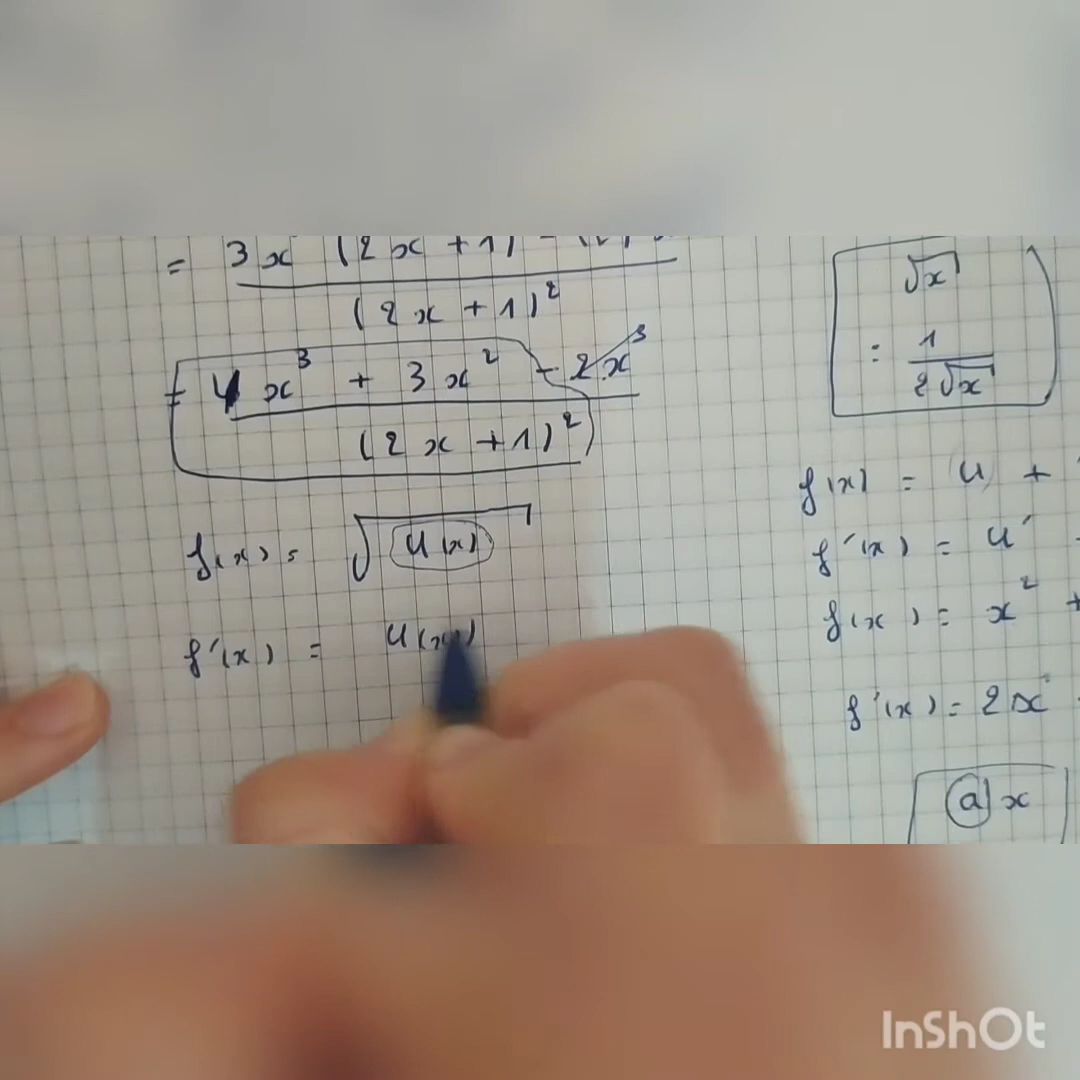 = 3x (2x + 1) -
(2x + 1)²
= 4x³ + 3x² - 2x³
(2x + 1)²
f(x) = √u(x)
f'(x) = u(x)
√x
= 1
2√x
f(x) = u +
f'(x) = u'
f(x) = x² +
f'(x) = 2x
a x
InShOt